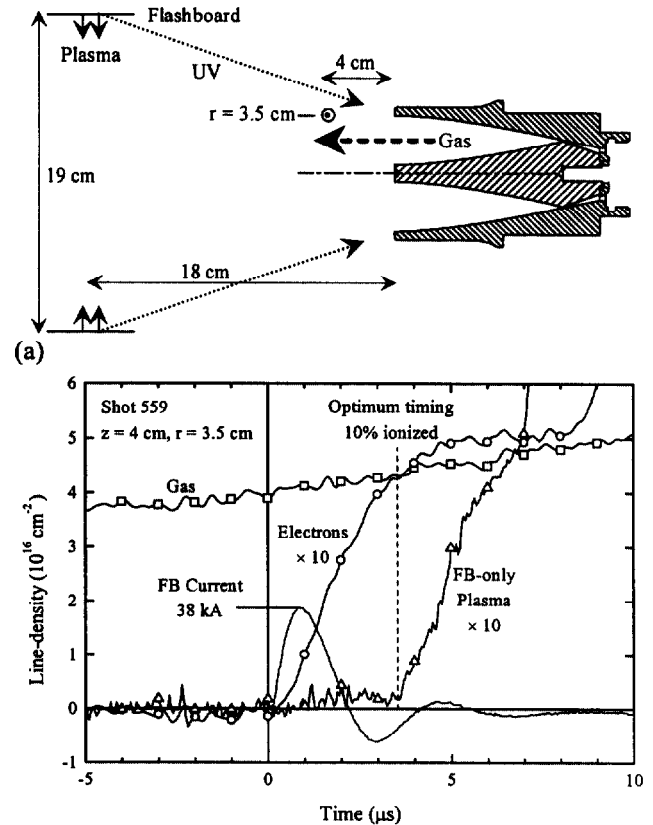 Flashboard
Plasma
UV
4 cm
r = 3.5 cm
Gas
19 cm
18 cm
(a)
Shot 559
z = 4 cm, r = 3.5 cm
Optimum timing
10% ionized
Gas
Electrons
× 10
FB Current
38 kA
FB-only
Plasma
× 10
Line-density (10¹⁶ cm⁻²)
6
5
4
3
2
1
0
-1
-5
0
5
10
Time (μs)